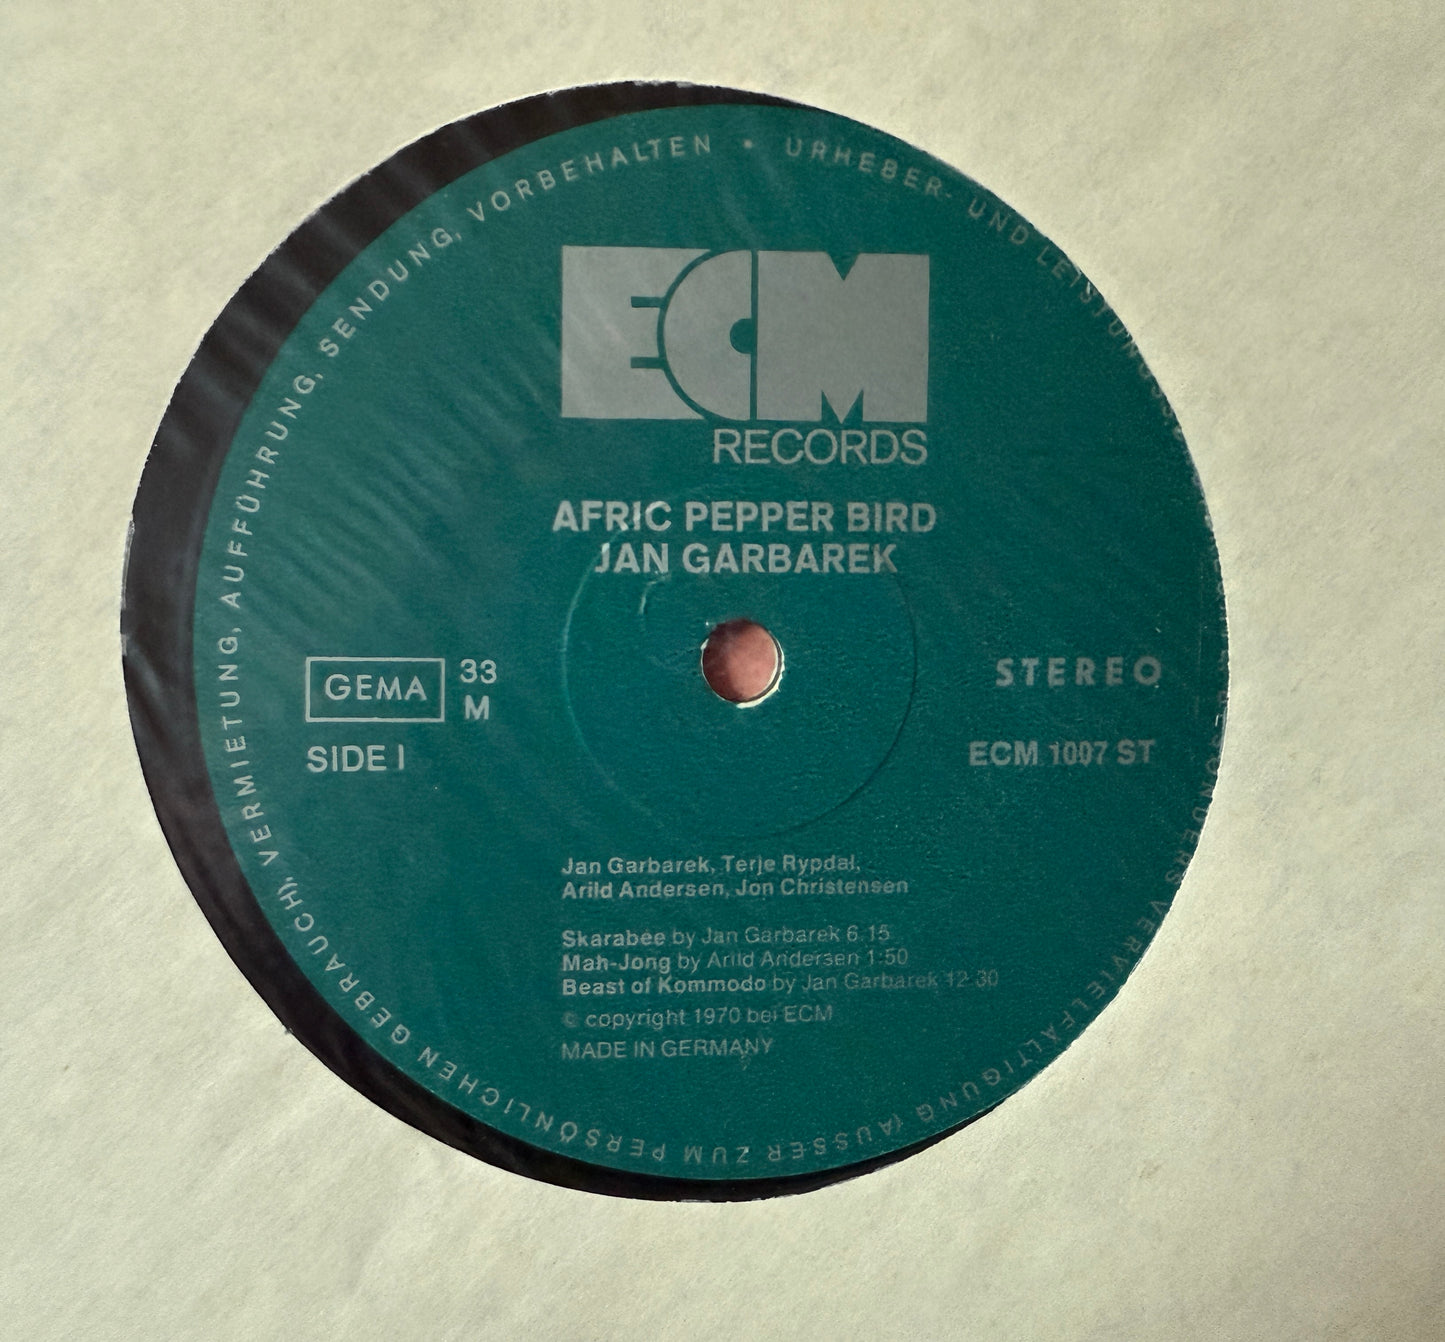 ECM
RECORDS
AFRIC PEPPER BIRD
JAN GARBAREK
GEMA
33
M
SIDE I
STEREO
ECM 1007 ST
Jan Garbarek, Terje Rypdal,
Arild Andersen, Jon Christensen
Skarabée by Jan Garbarek 6:15
Mah-Jong by Arild Andersen 1:50
Beast of Kommodo by Jan Garbarek 12:30
© copyright 1970 bei ECM
MADE IN GERMANY
URHEBER- UND VERVIELFÄLTIGUNG (AUSSER ZUM PERSÖNLICHEN GEBRAUCH), VERMIETUNG, AUFFÜHRUNG, SENDUNG, VORBEHALTEN •